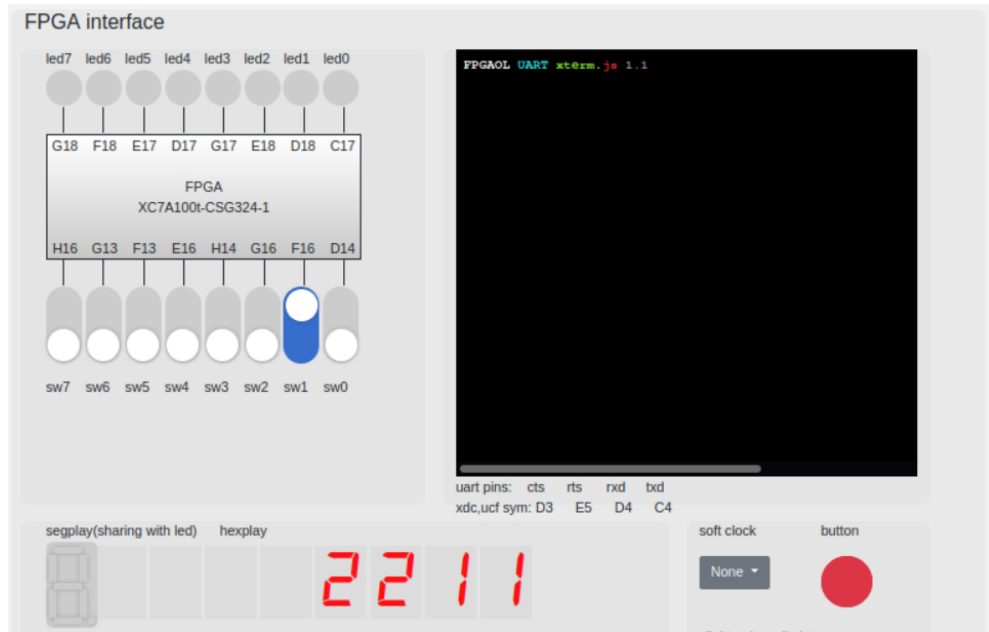 FPGA interface
led7 led6 led5 led4 led3 led2 led1 led0
G18 F18 E17 D17 G17 E18 D18 C17
FPGA
XC7A100t-CSG324-1
H16 G13 F13 E16 H14 G16 F16 D14
sw7 sw6 sw5 sw4 sw3 sw2 sw1 sw0
FPGAOL UART xterm.js 1.1
uart pins: cts rts rxd txd
xdc,ucf sym: D3 E5 D4 C4
segplay(sharing with led) hexplay
2211
soft clock button
None